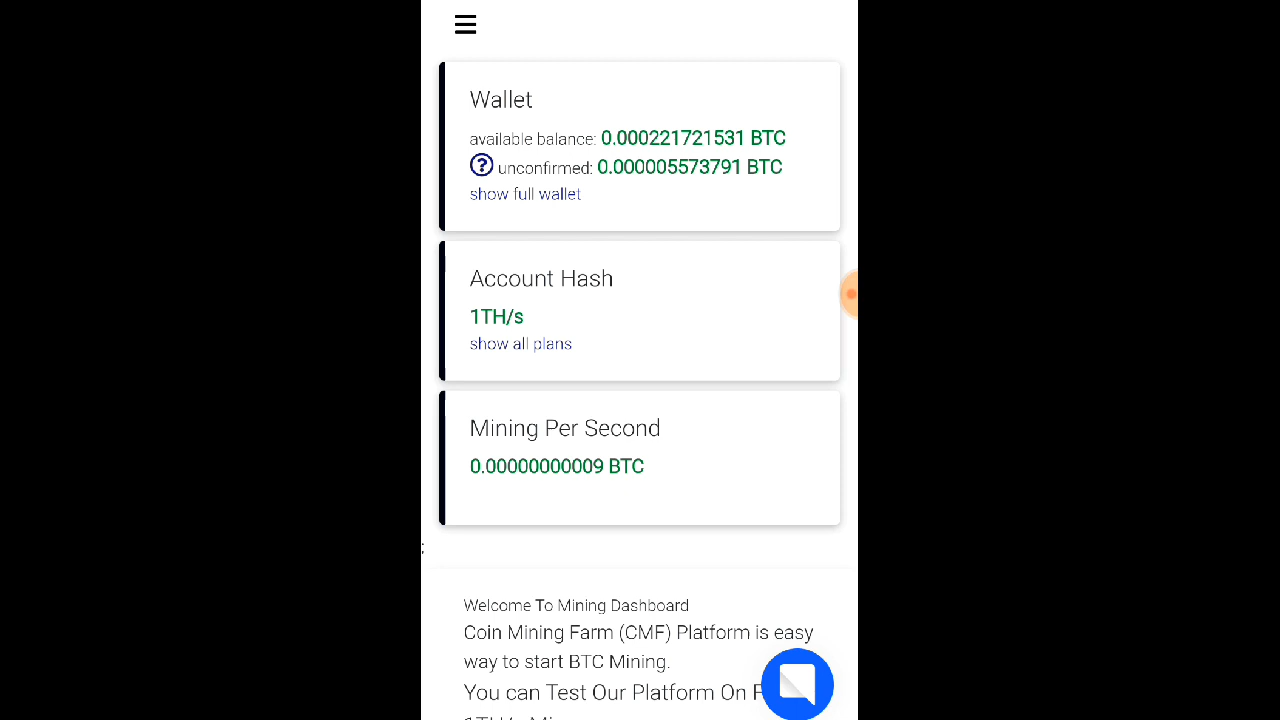 Wallet
available balance: 0.000221721531 BTC
? unconfirmed: 0.000005573791 BTC
show full wallet
Account Hash
1TH/s
show all plans
Mining Per Second
0.00000000009 BTC
;
Welcome To Mining Dashboard
Coin Mining Farm (CMF) Platform is easy
way to start BTC Mining.
You can Test Our Platform On